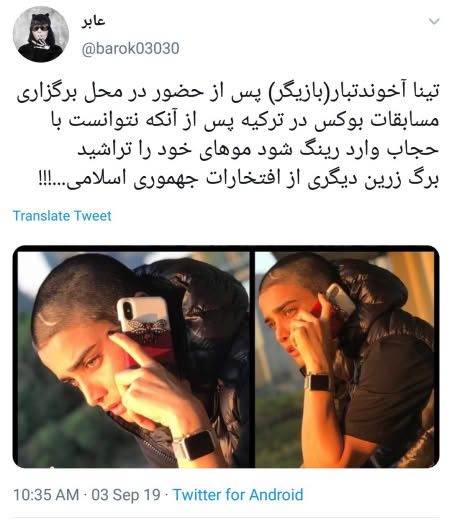 عابر
@barok03030
تینا آخوندتبار(بازیگر) پس از حضور در محل برگزاری
مسابقات بوکس در ترکیه پس از آنکه نتوانست با
حجاب وارد رینگ شود موهای خود را تراشید
برگ زرین دیگری از افتخارات جهموری اسلامی...!!!
Translate Tweet
10:35 AM · 03 Sep 19 · Twitter for Android